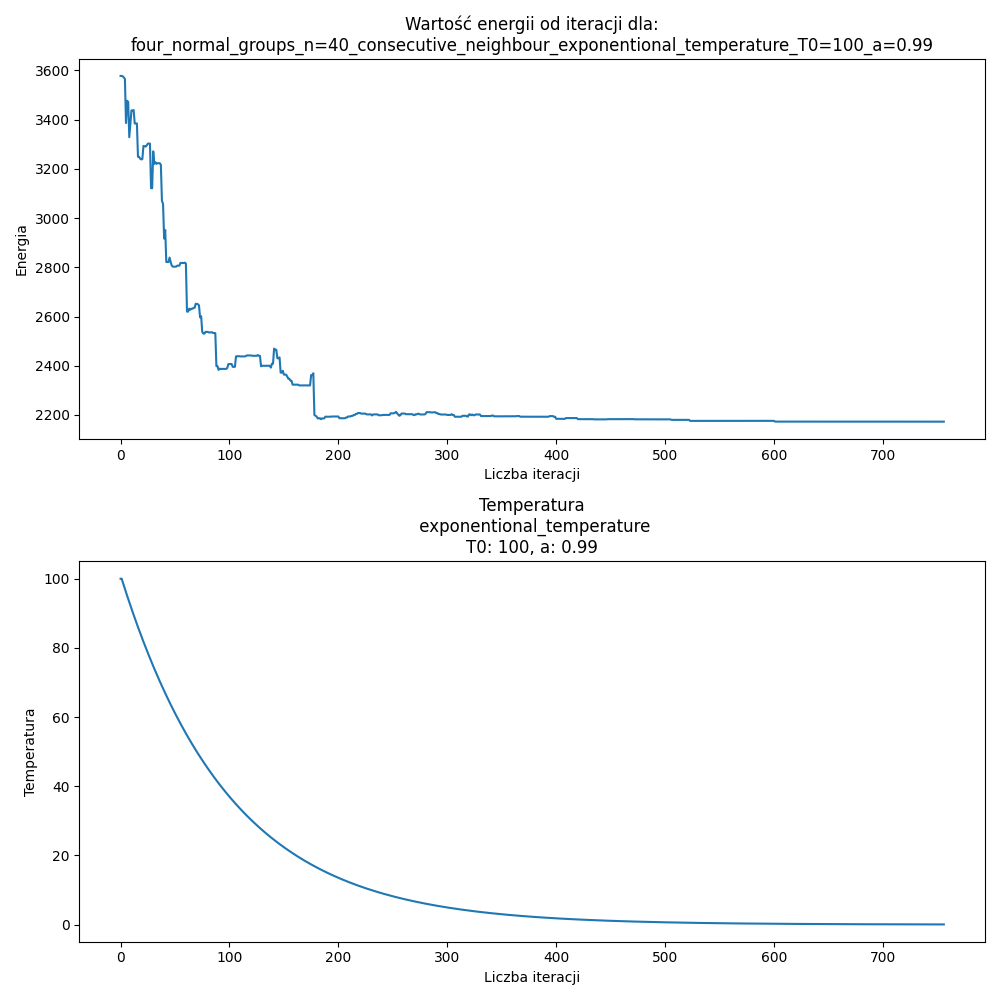 Wartość energii od iteracji dla:
four_normal_groups_n=40_consecutive_neighbour_exponentional_temperature_T0=100_a=0.99
3600
3400
3200
3000
2800
2600
2400
2200
Energia
0 100 200 300 400 500 600 700
Liczba iteracji
Temperatura
exponentional_temperature
T0: 100, a: 0.99
100
80
60
40
20
0
Temperatura
0 100 200 300 400 500 600 700
Liczba iteracji